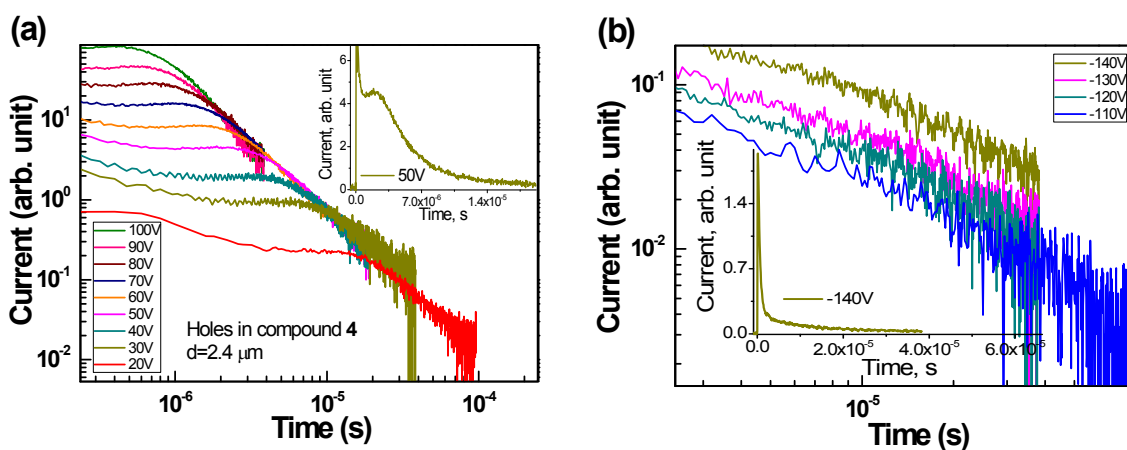 (a)
Current (arb. unit)
10¹
10⁰
10⁻¹
10⁻²
10⁻⁶
10⁻⁵
10⁻⁴
Time (s)
100V
90V
80V
70V
60V
50V
40V
30V
20V
Holes in compound 4
d=2.4 μm
Current, arb. unit
6
4
2
0
50V
0.0
7.0x10⁻⁶
1.4x10⁻⁵
Time, s
(b)
Current (arb. unit)
10⁻¹
10⁻²
10⁻⁵
Time (s)
-140V
-130V
-120V
-110V
Current, arb. unit
1.8
0.7
0.0
-140V
0.0
2.0x10⁻⁵
4.0x10⁻⁵
6.0x10⁻⁵
Time, s